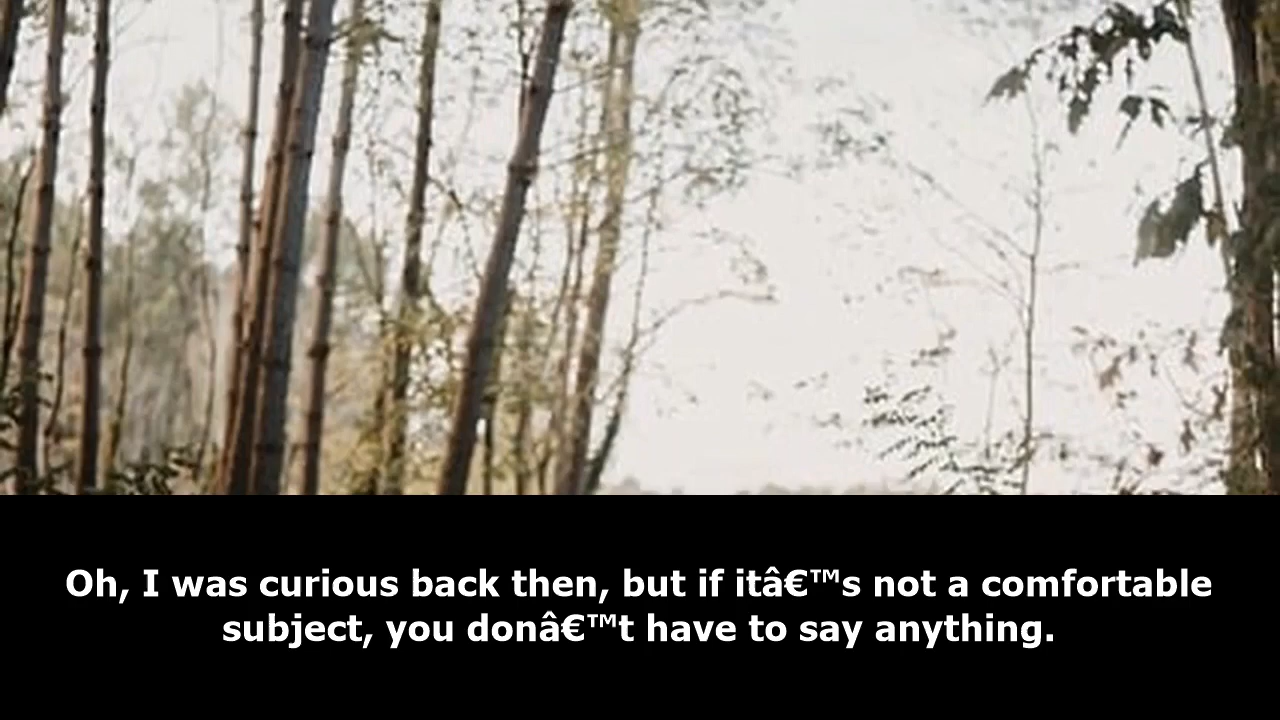 Oh, I was curious back then, but if itâ€™s not a comfortable
subject, you donâ€™t have to say anything.